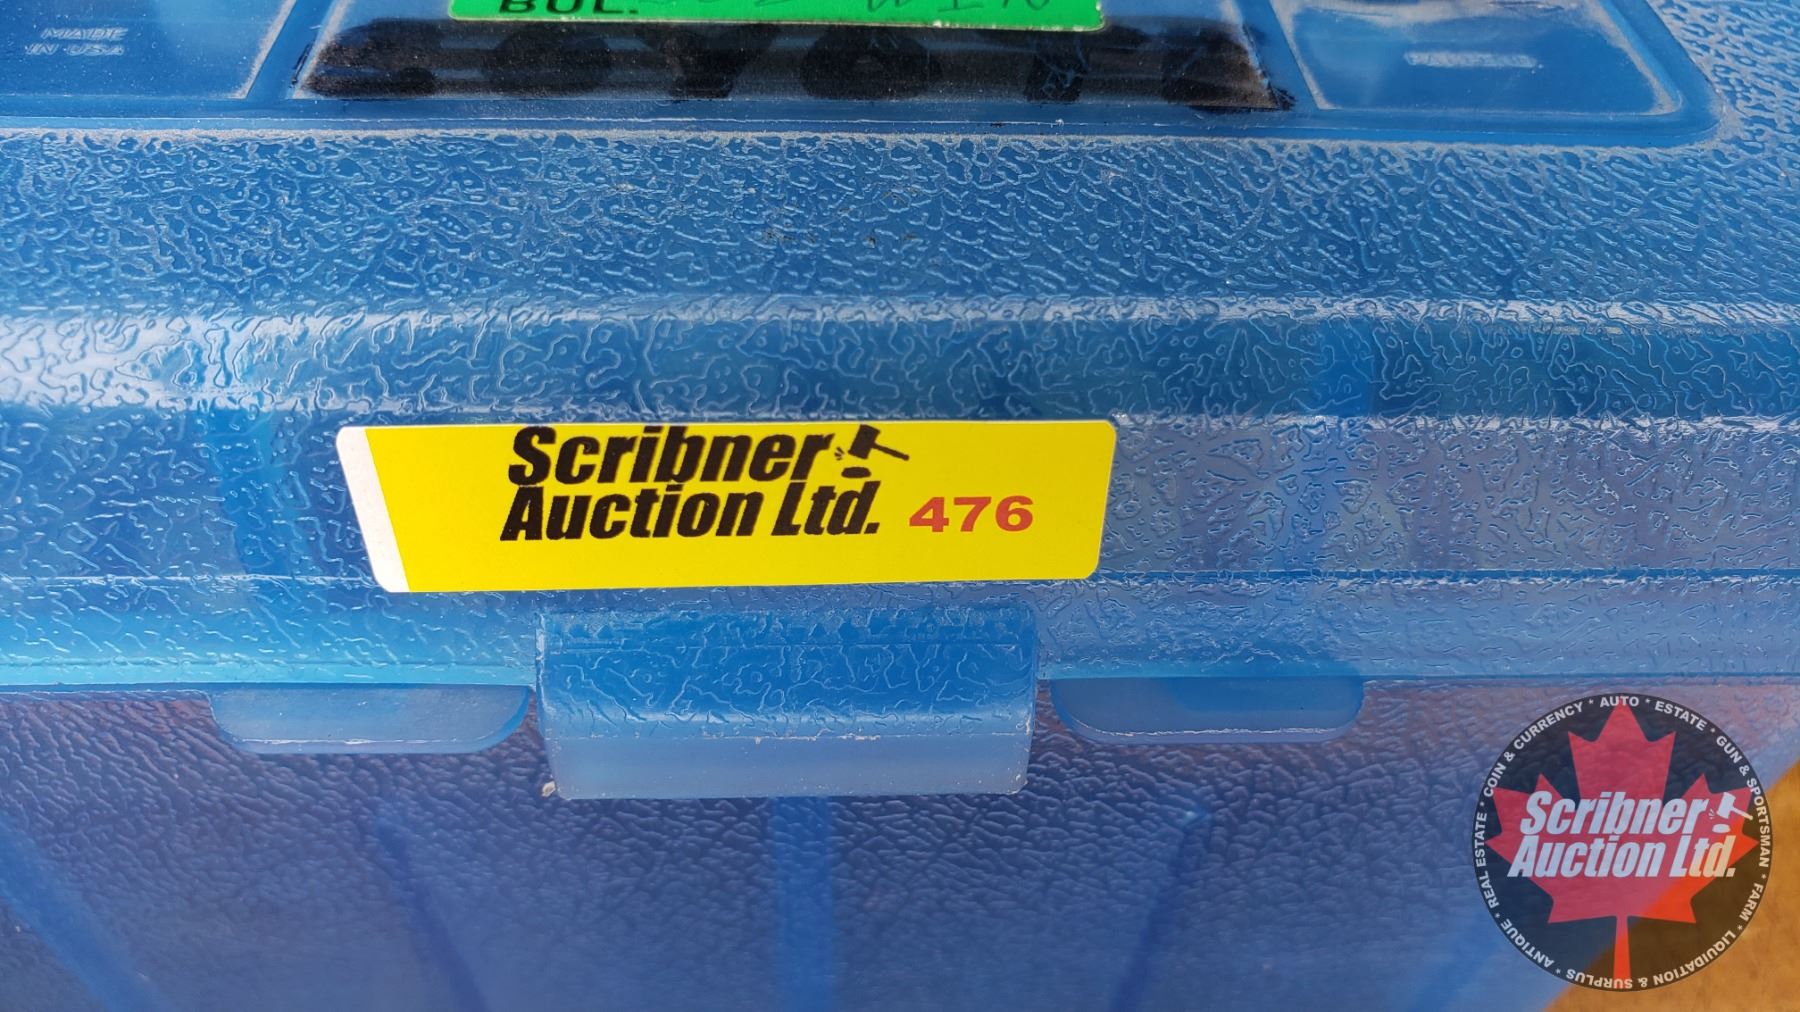 BUL.
MADE
IN USA
Scribner
Auction Ltd. 476
COIN & CURRENCY * AUTO * ESTATE * GUN & SPORTSMAN * FARM * LIQUIDATION & SURPLUS * ANTIQUE * REAL ESTATE *
Scribner
Auction Ltd.